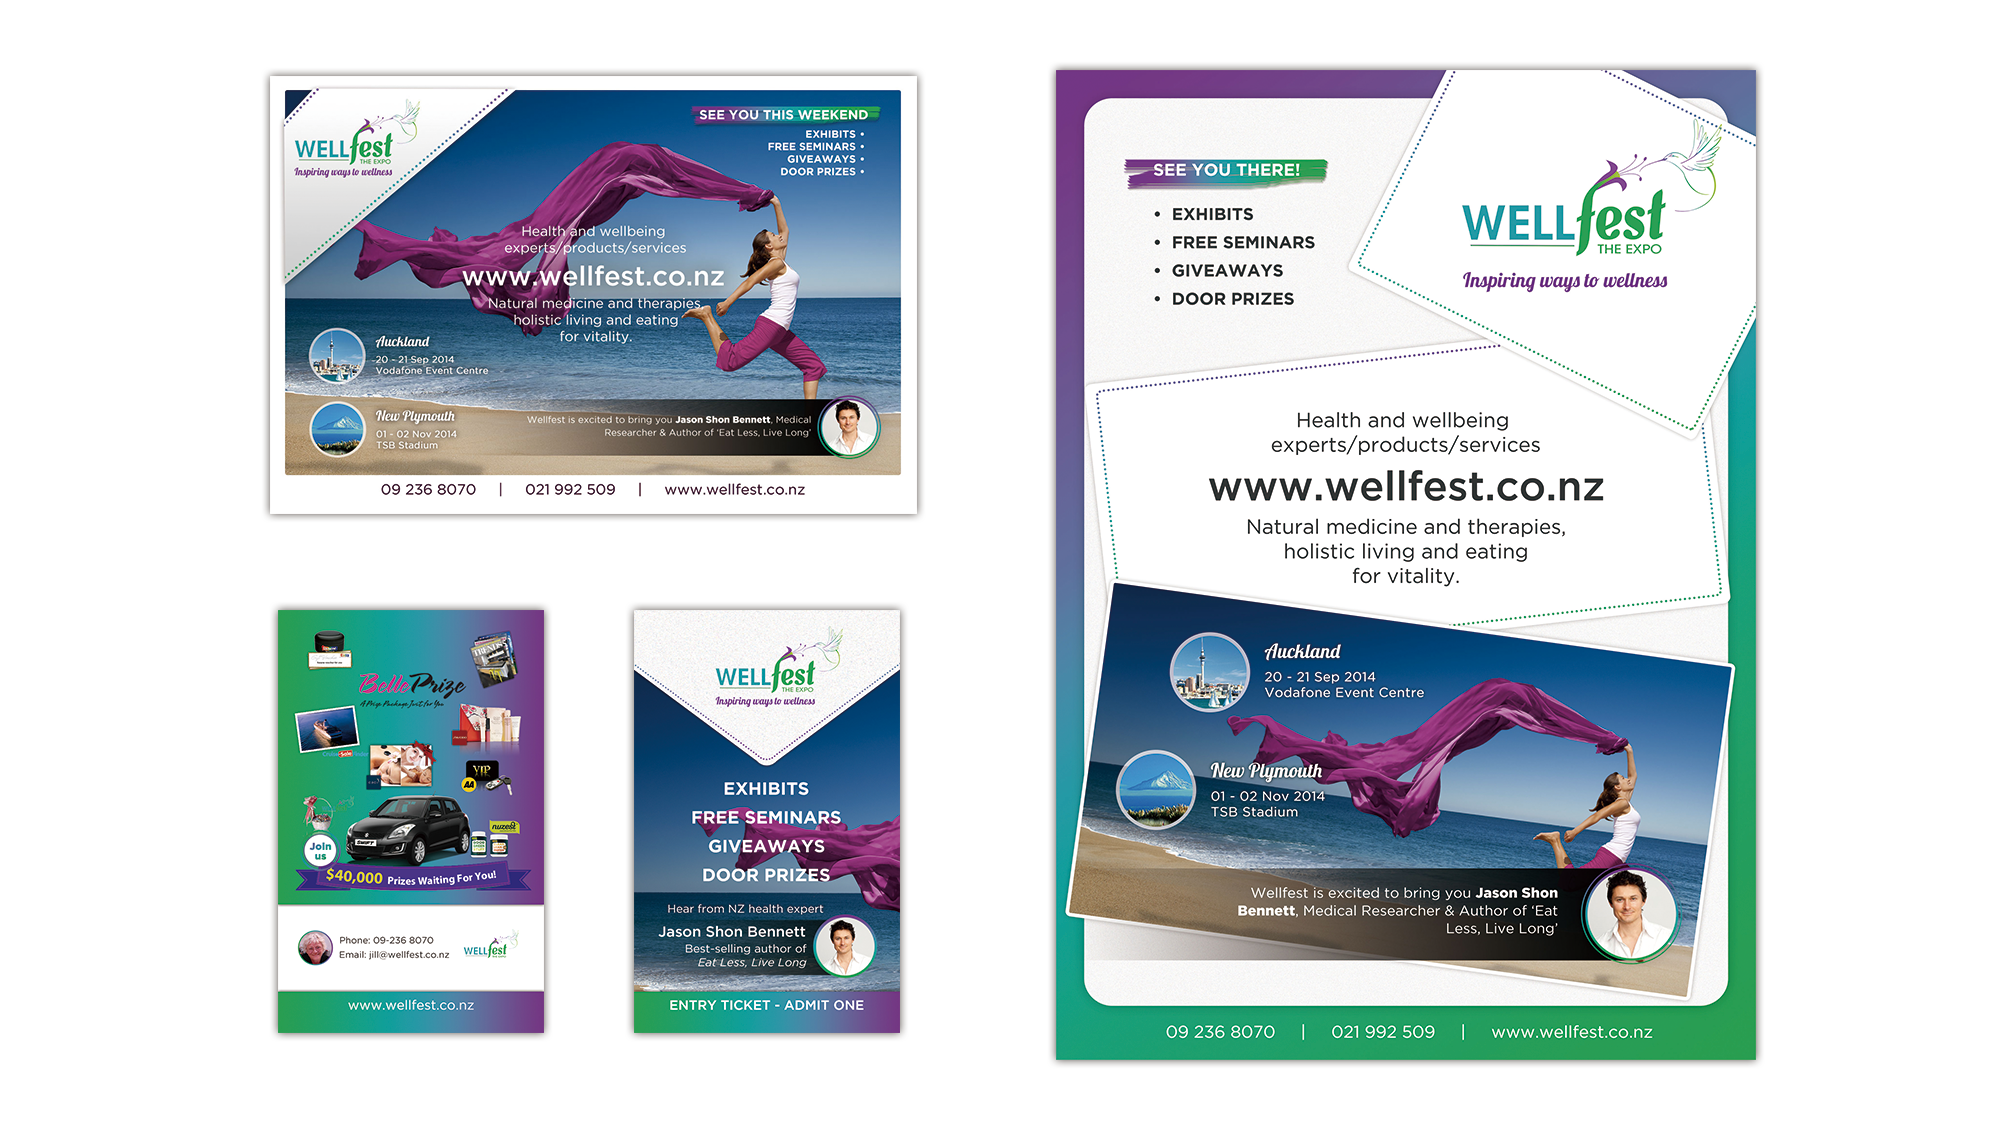 WELLfest
THE EXPO
Inspiring ways to wellness
SEE YOU THIS WEEKEND
EXHIBITS •
FREE SEMINARS •
GIVEAWAYS •
DOOR PRIZES •
Health and wellbeing
experts/products/services
www.wellfest.co.nz
Natural medicine and therapies,
holistic living and eating
for vitality.
Auckland
20 - 21 Sep 2014
Vodafone Event Centre
New Plymouth
01 - 02 Nov 2014
TSB Stadium
Wellfest is excited to bring you Jason Shon Bennett, Medical
Researcher & Author of 'Eat Less, Live Long'
09 236 8070 | 021 992 509 | www.wellfest.co.nz
TRENDS
Belle Prize
A Prize Package Just for You
VIP
AA
SWIFT
nuzest
Join
us
$40,000 Prizes Waiting For You!
Phone: 09-236 8070
Email: jill@wellfest.co.nz
WELLfest
THE EXPO
www.wellfest.co.nz
WELLfest
THE EXPO
Inspiring ways to wellness
EXHIBITS
FREE SEMINARS
GIVEAWAYS
DOOR PRIZES
Hear from NZ health expert
Jason Shon Bennett
Best-selling author of
Eat Less, Live Long
ENTRY TICKET - ADMIT ONE
SEE YOU THERE!
• EXHIBITS
• FREE SEMINARS
• GIVEAWAYS
• DOOR PRIZES
WELLfest
THE EXPO
Inspiring ways to wellness
Health and wellbeing
experts/products/services
www.wellfest.co.nz
Natural medicine and therapies,
holistic living and eating
for vitality.
Auckland
20 - 21 Sep 2014
Vodafone Event Centre
New Plymouth
01 - 02 Nov 2014
TSB Stadium
Wellfest is excited to bring you Jason Shon
Bennett, Medical Researcher & Author of 'Eat
Less, Live Long'
09 236 8070 | 021 992 509 | www.wellfest.co.nz